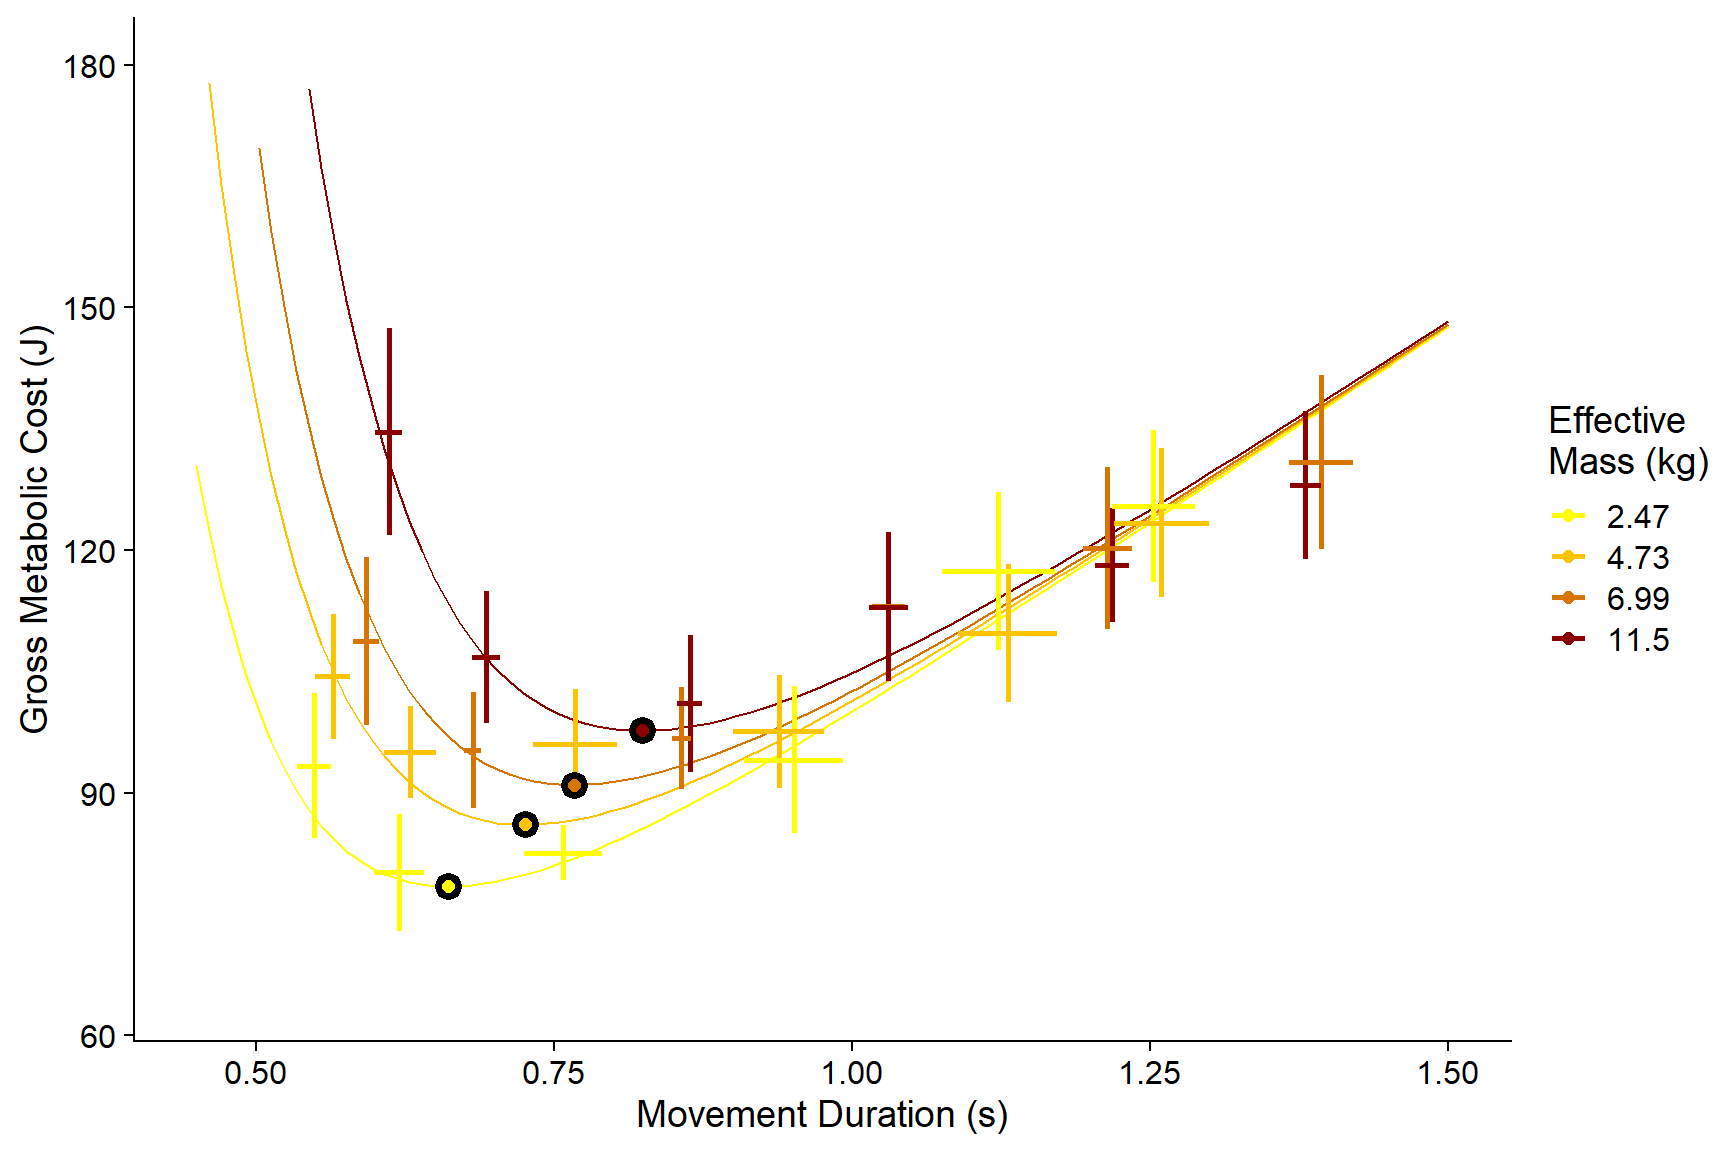 180
150
120
90
60
Gross Metabolic Cost (J)
0.50 0.75 1.00 1.25 1.50
Movement Duration (s)
Effective
Mass (kg)
2.47
4.73
6.99
11.5